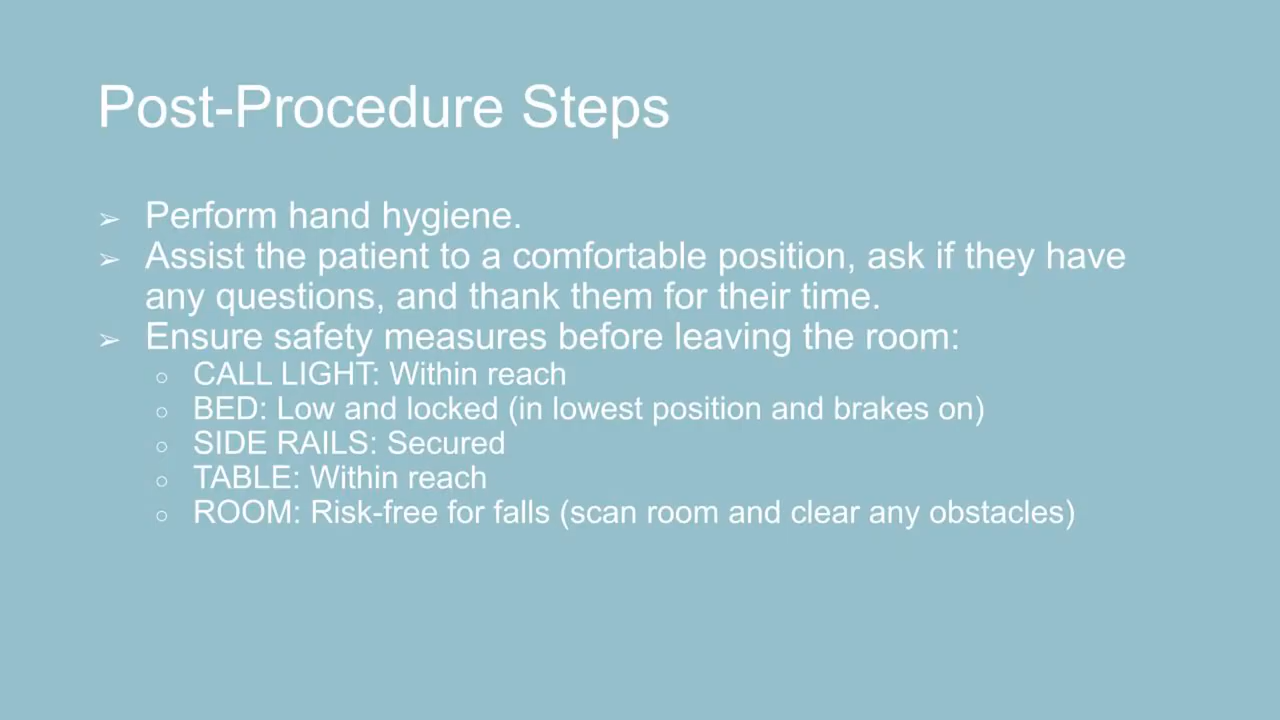 Post-Procedure Steps
➢ Perform hand hygiene.
➢ Assist the patient to a comfortable position, ask if they have
any questions, and thank them for their time.
➢ Ensure safety measures before leaving the room:
○ CALL LIGHT: Within reach
○ BED: Low and locked (in lowest position and brakes on)
○ SIDE RAILS: Secured
○ TABLE: Within reach
○ ROOM: Risk-free for falls (scan room and clear any obstacles)